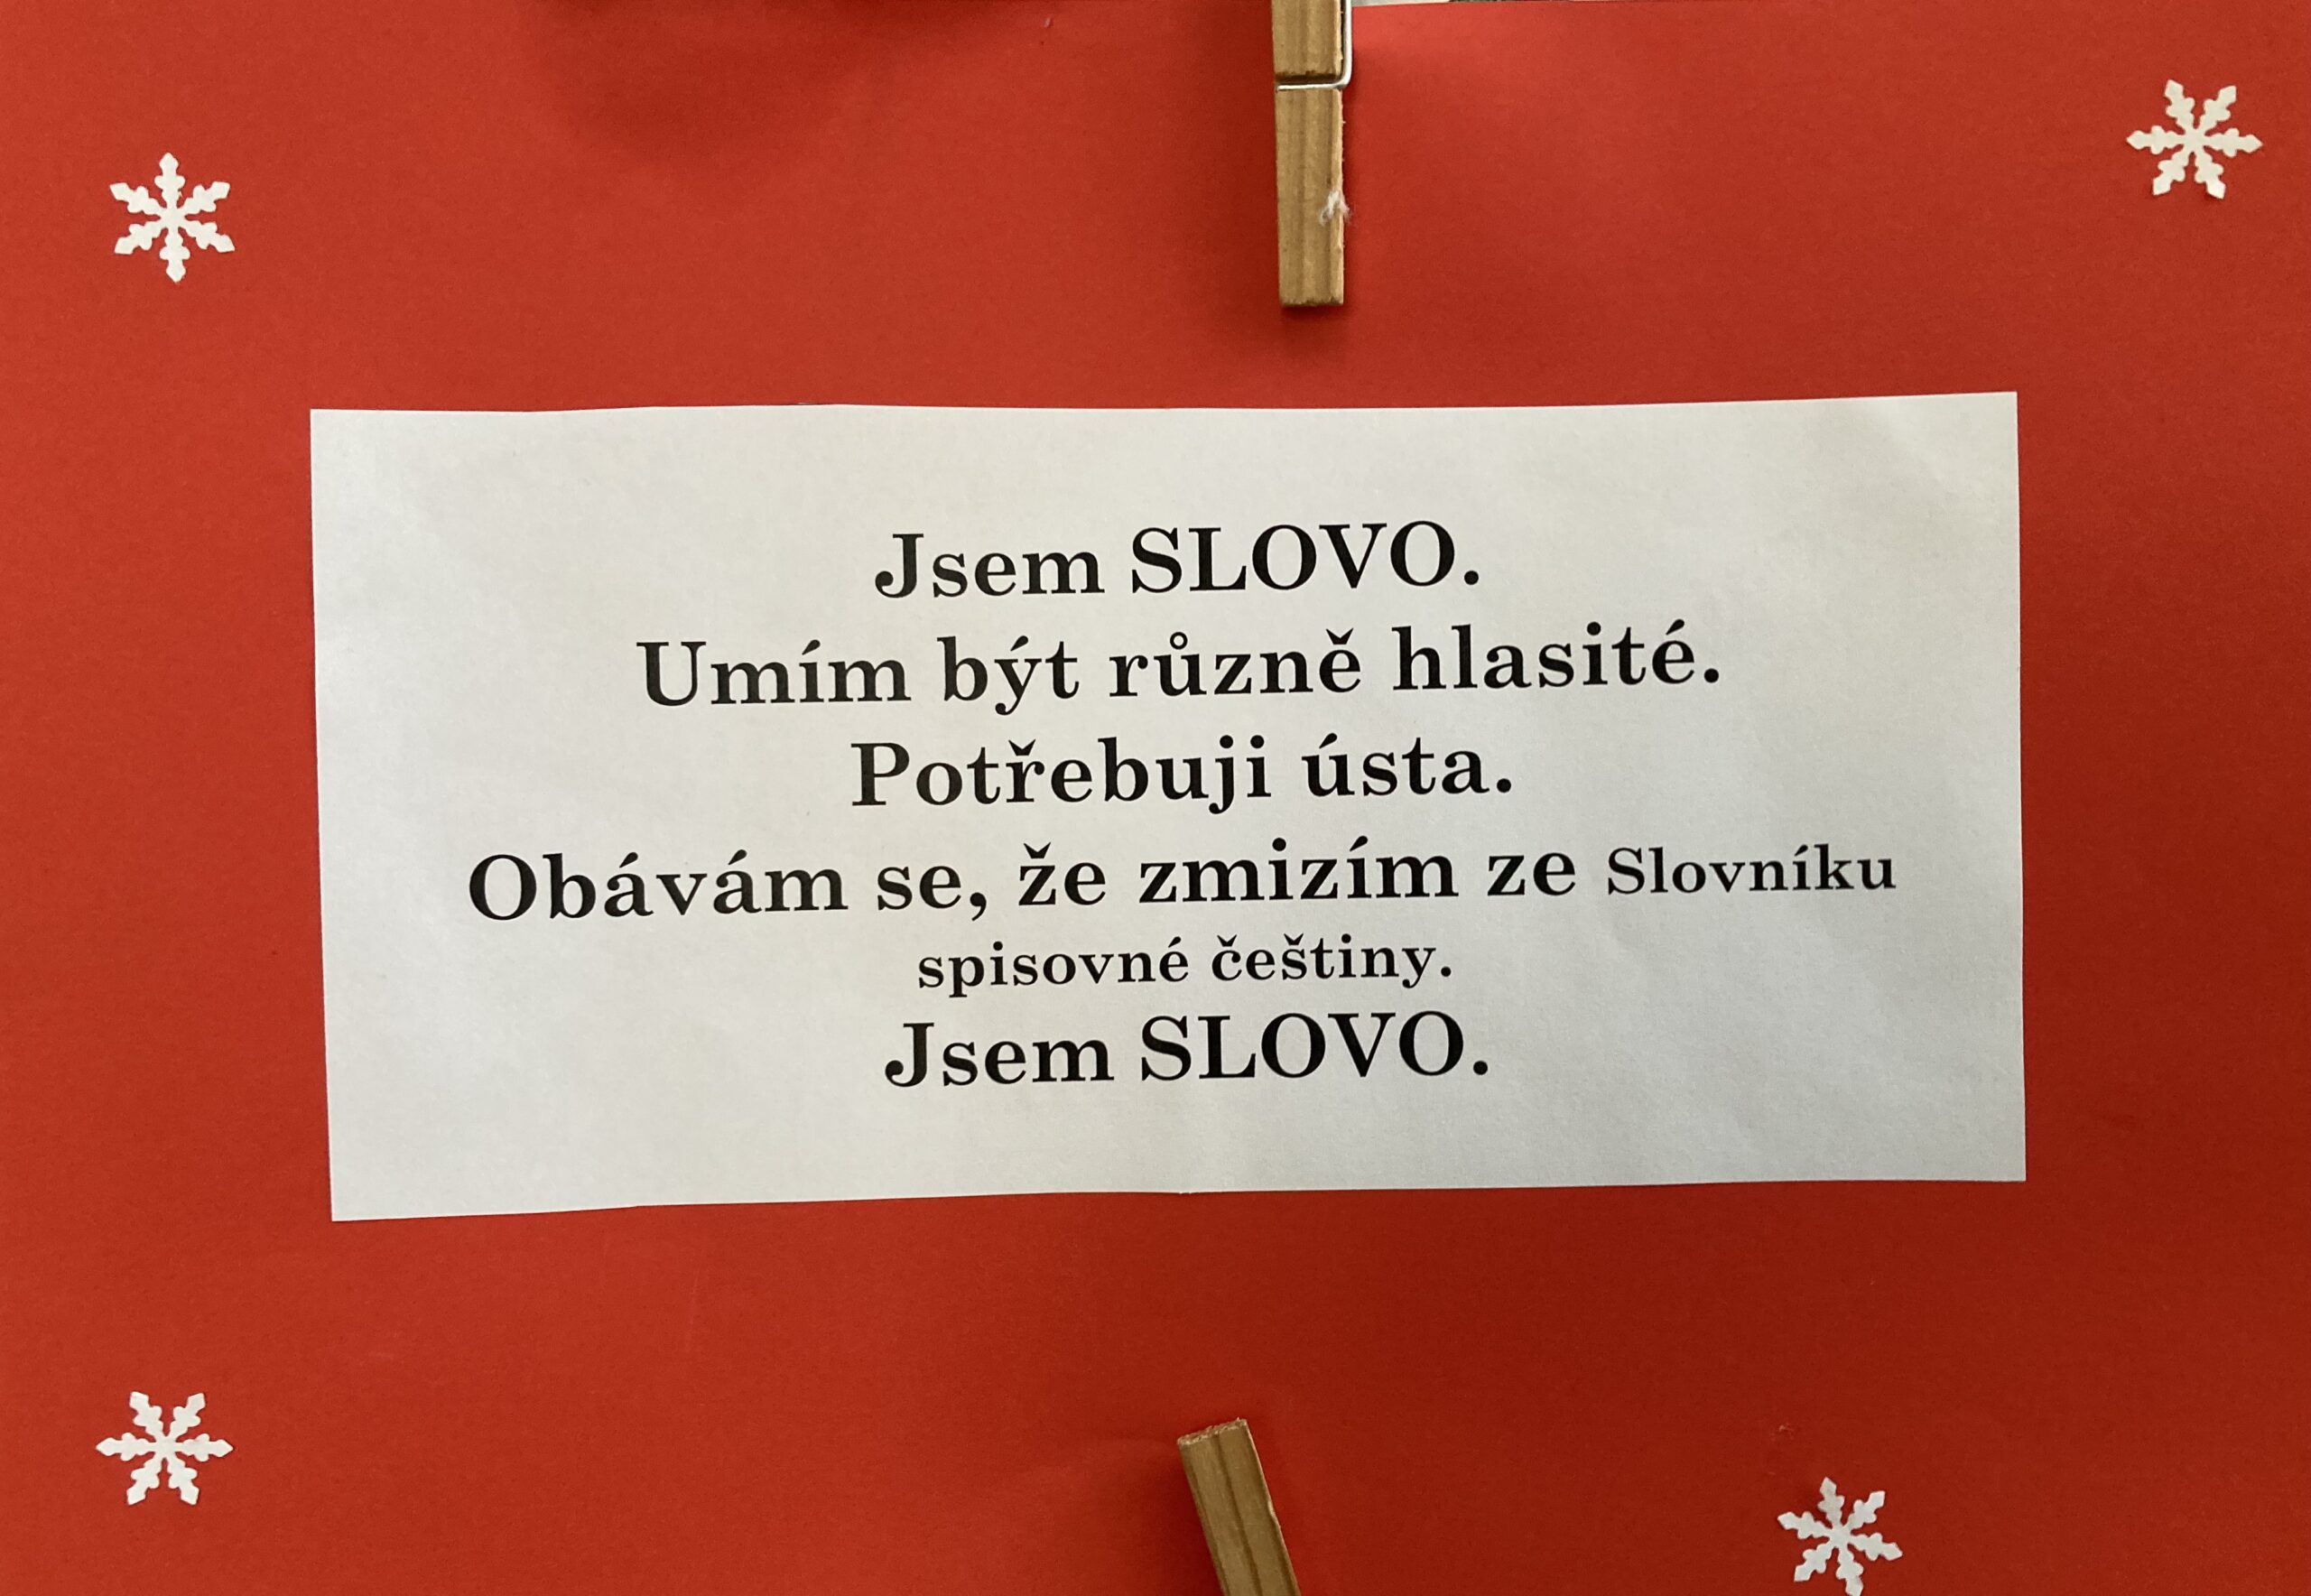 Jsem SLOVO.
Umím být různě hlasité.
Potřebuji ústa.
Obávám se, že zmizím ze Slovníku
spisovné češtiny.
Jsem SLOVO.